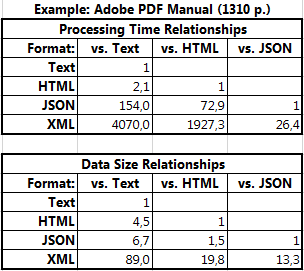 Example: Adobe PDF Manual (1310 p.)
Processing Time Relationships
Format: vs. Text vs. HTML vs. JSON
Text 1
HTML 2,1 1
JSON 154,0 72,9 1
XML 4070,0 1927,3 26,4
Data Size Relationships
Format: vs. Text vs. HTML vs. JSON
Text 1
HTML 4,5 1
JSON 6,7 1,5 1
XML 89,0 19,8 13,3